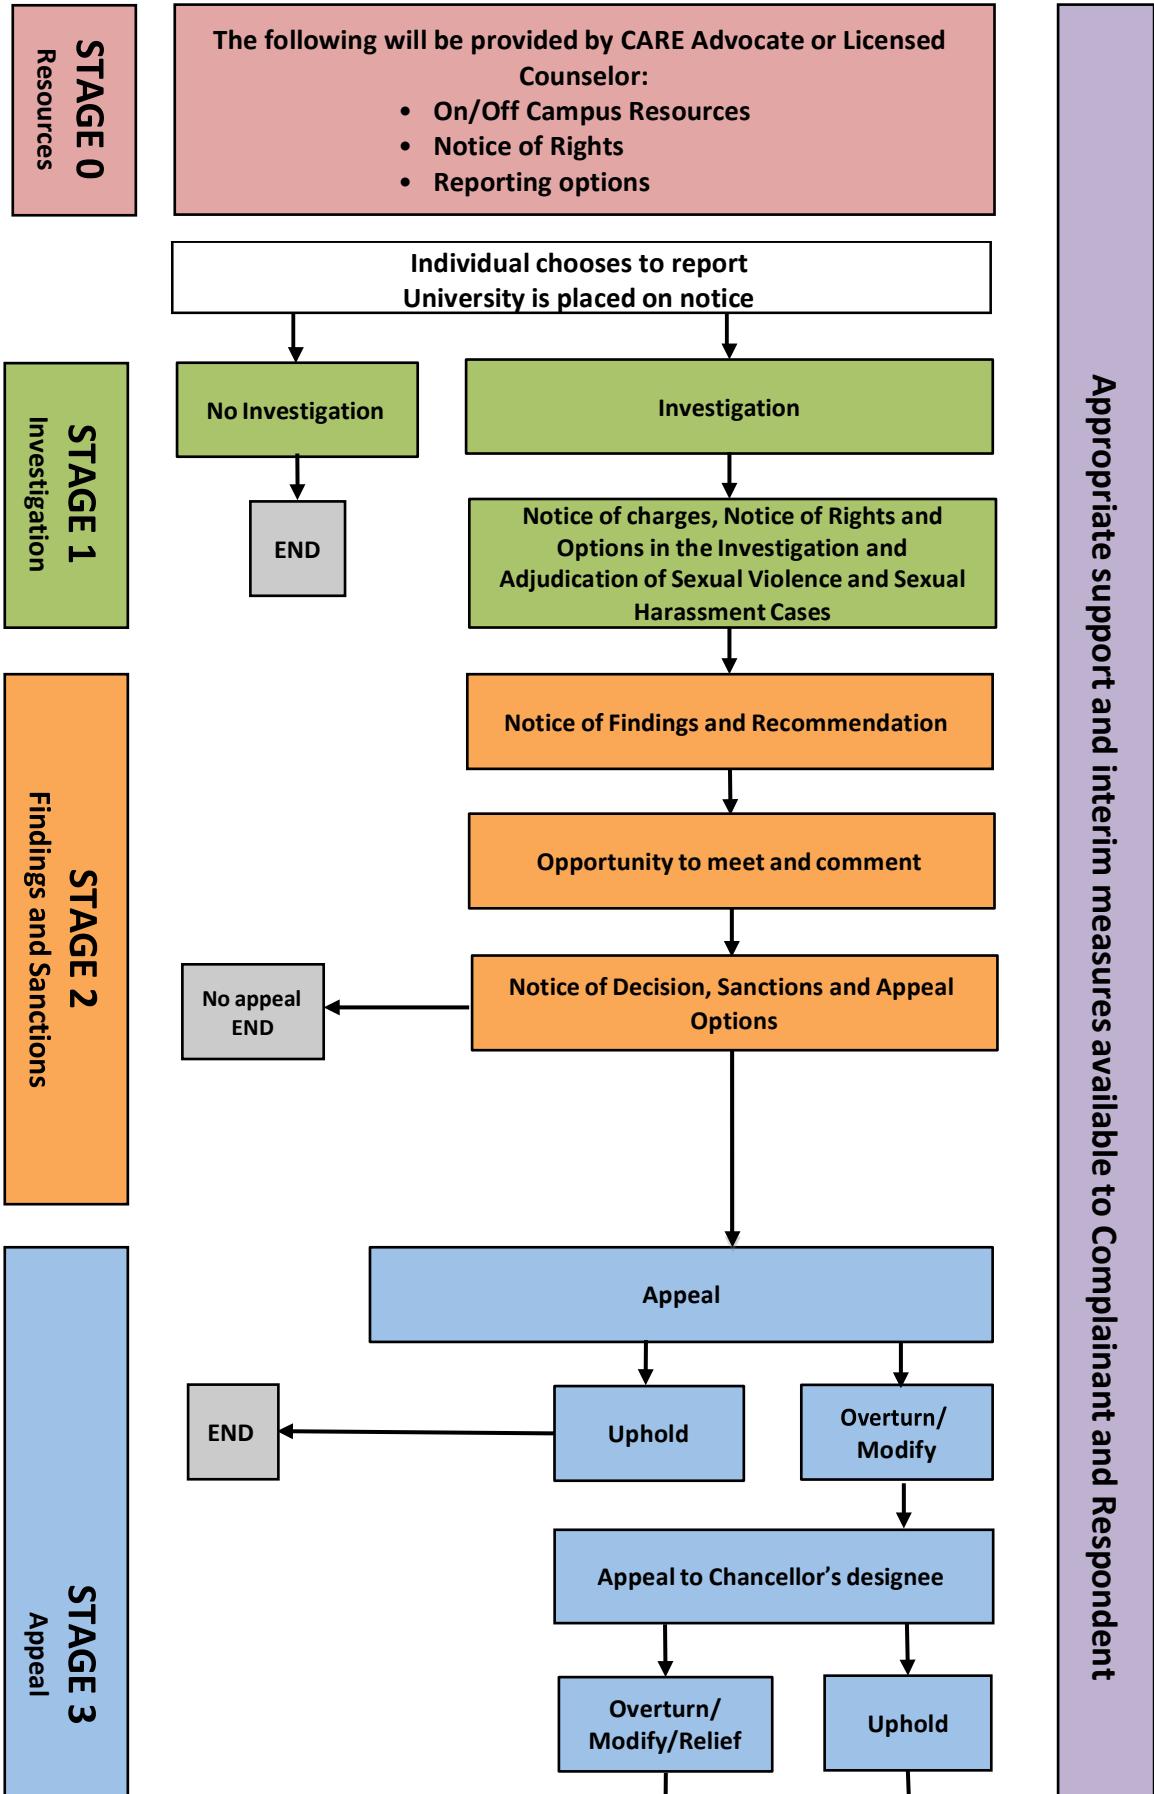 STAGE 0
Resources
The following will be provided by CARE Advocate or Licensed
Counselor:
• On/Off Campus Resources
• Notice of Rights
• Reporting options
Individual chooses to report
University is placed on notice
STAGE 1
Investigation
No Investigation
Investigation
END
Notice of charges, Notice of Rights and
Options in the Investigation and
Adjudication of Sexual Violence and Sexual
Harassment Cases
STAGE 2
Findings and Sanctions
Notice of Findings and Recommendation
Opportunity to meet and comment
Notice of Decision, Sanctions and Appeal
Options
No appeal
END
STAGE 3
Appeal
Appeal
Uphold
Overturn/
Modify
END
Appeal to Chancellor’s designee
Overturn/
Modify/Relief
Uphold
Appropriate support and interim measures available to Complainant and Respondent